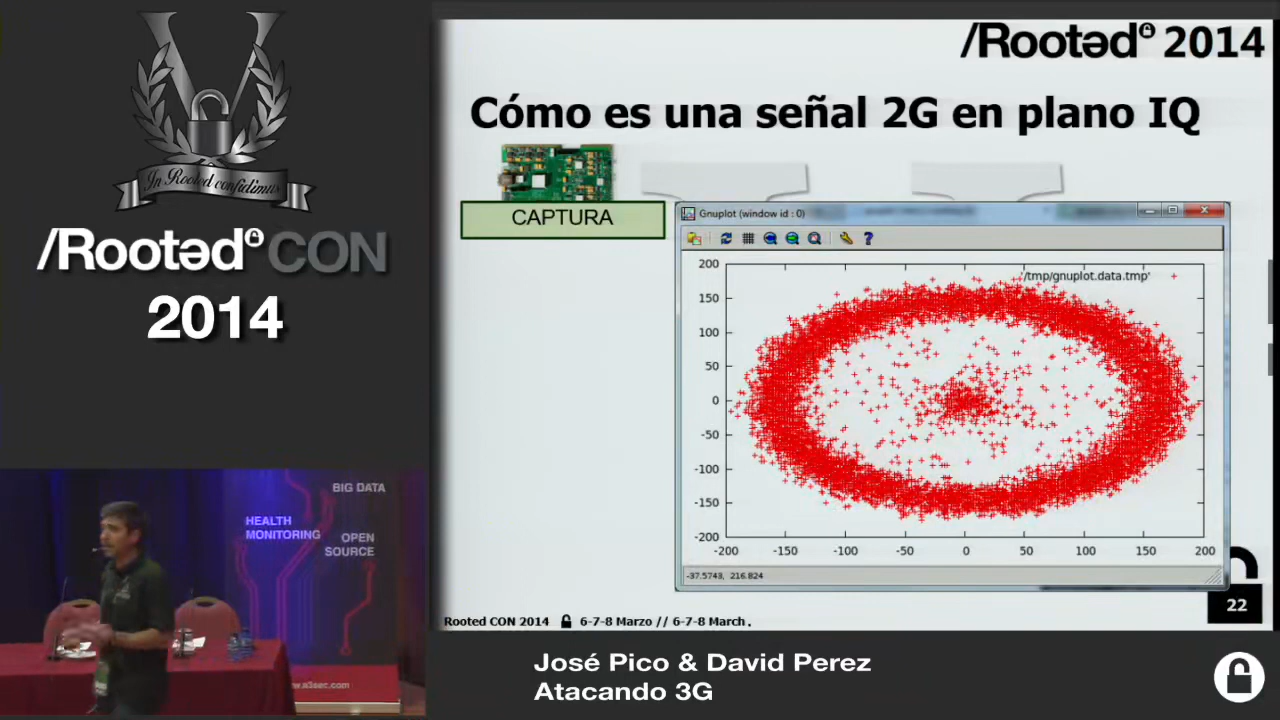 In Rooted confidimus
/Rootəd CON
2014
/Rootəd 2014
Cómo es una señal 2G en plano IQ
CAPTURA
Gnuplot (window id : 0)
'/tmp/gnuplot.data.tmp'
200
150
100
50
0
-50
-100
-150
-200
-200 -150 -100 -50 0 50 100 150 200
-37.5743, 216.824
22
Rooted CON 2014 6-7-8 Marzo // 6-7-8 March.
BIG DATA
HEALTH
MONITORING
OPEN
SOURCE
w.a3sec.com
José Pico & David Perez
Atacando 3G